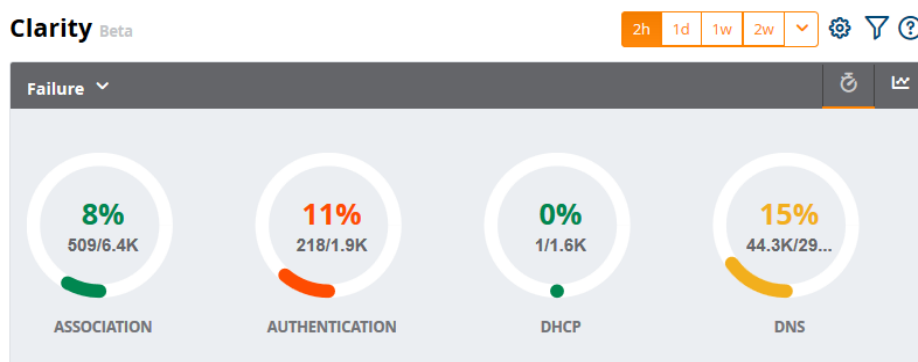 Clarity Beta
2h 1d 1w 2w
Failure
8% 11% 0% 15%
509/6.4K 218/1.9K 1/1.6K 44.3K/29...
ASSOCIATION AUTHENTICATION DHCP DNS